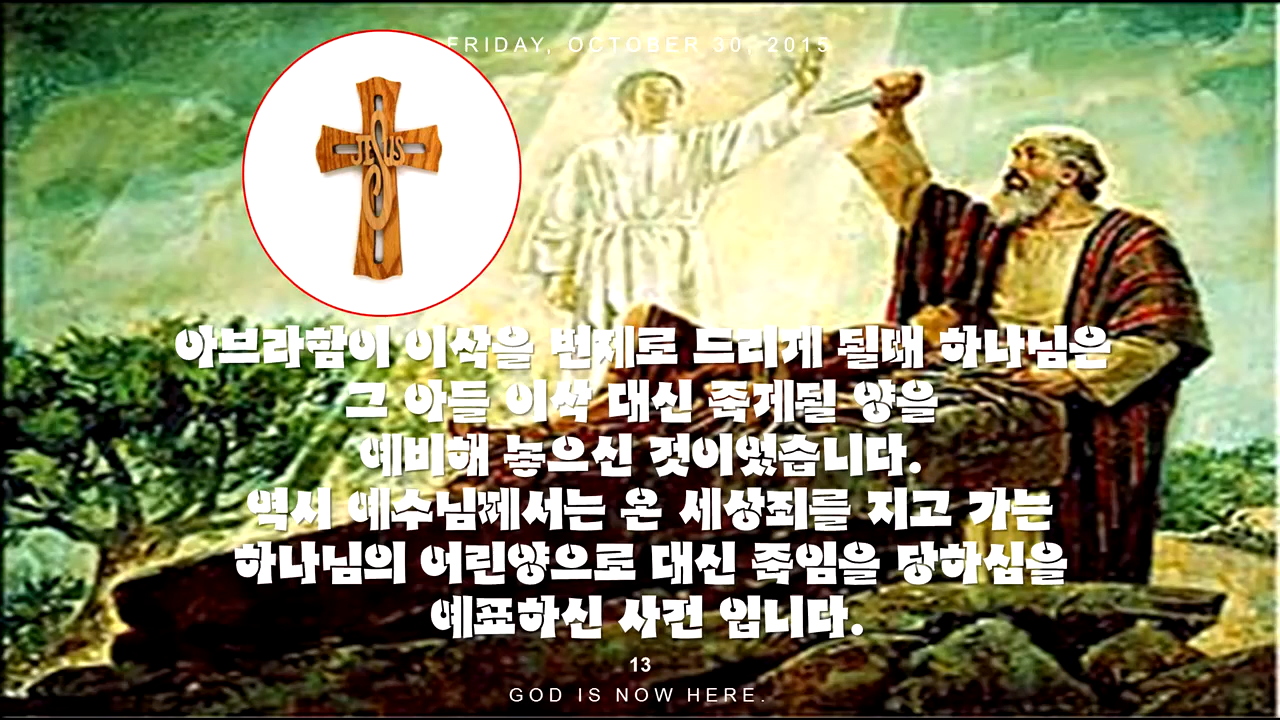 FRIDAY, OCTOBER 30, 2015
JESUS
아브라함이 이삭을 번제로 드리게 될때 하나님은
그 아들 이삭 대신 죽게될 양을
예비해 놓으신 것이었습니다.
역시 예수님께서는 온 세상죄를 지고 가는
하나님의 어린양으로 대신 죽임을 당하심을
예표하신 사건 입니다.
13
GOD IS NOW HERE.